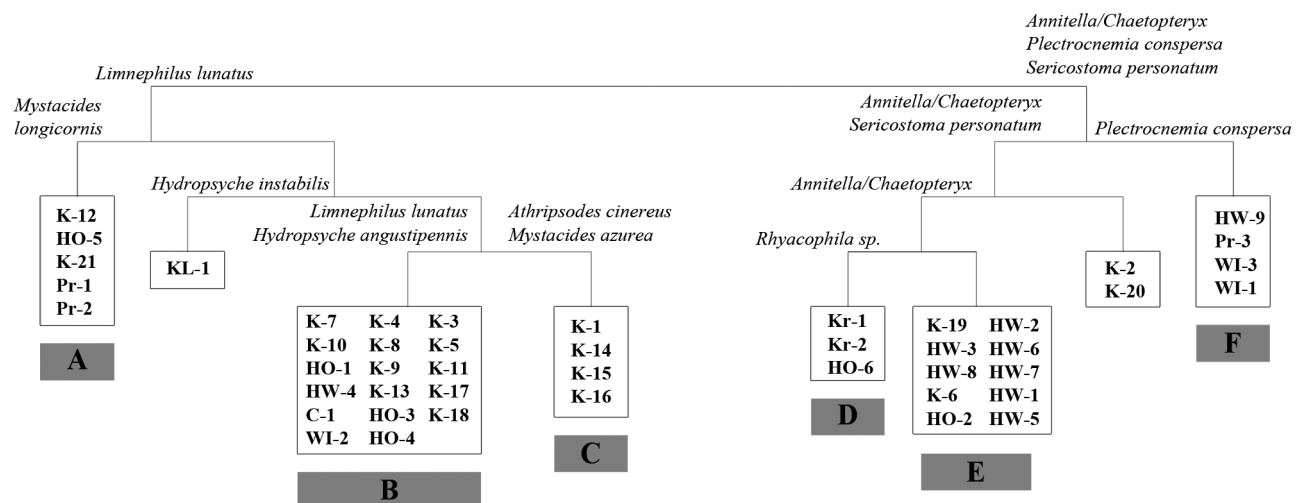 Annitella/Chaetopteryx
Plectrocnemia conspersa
Sericostoma personatum
Limnephilus lunatus
Mystacides
longicornis
Annitella/Chaetopteryx
Sericostoma personatum
Plectrocnemia conspersa
Hydropsyche instabilis
Limnephilus lunatus
Hydropsyche angustipennis
Athripsodes cinereus
Mystacides azurea
Annitella/Chaetopteryx
Rhyacophila sp.
K-12
HO-5
K-21
Pr-1
Pr-2
A
KL-1
K-7 K-4 K-3
K-10 K-8 K-5
HO-1 K-9 K-11
HW-4 K-13 K-17
C-1 HO-3 K-18
WI-2 HO-4
B
K-1
K-14
K-15
K-16
C
Kr-1
Kr-2
HO-6
D
K-19 HW-2
HW-3 HW-6
HW-8 HW-7
K-6 HW-1
HO-2 HW-5
E
K-2
K-20
HW-9
Pr-3
WI-3
WI-1
F